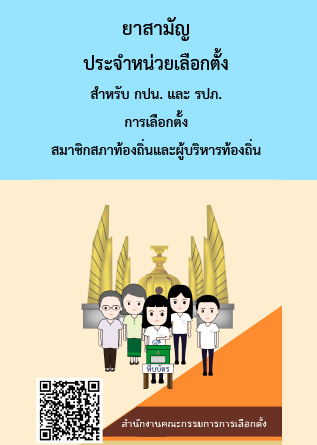 ยาสามัญ
ประจำหน่วยเลือกตั้ง
สำหรับ กปน. และ รปภ.
การเลือกตั้ง
สมาชิกสภาท้องถิ่นและผู้บริหารท้องถิ่น
หีบบัตร
สำนักงานคณะกรรมการการเลือกตั้ง